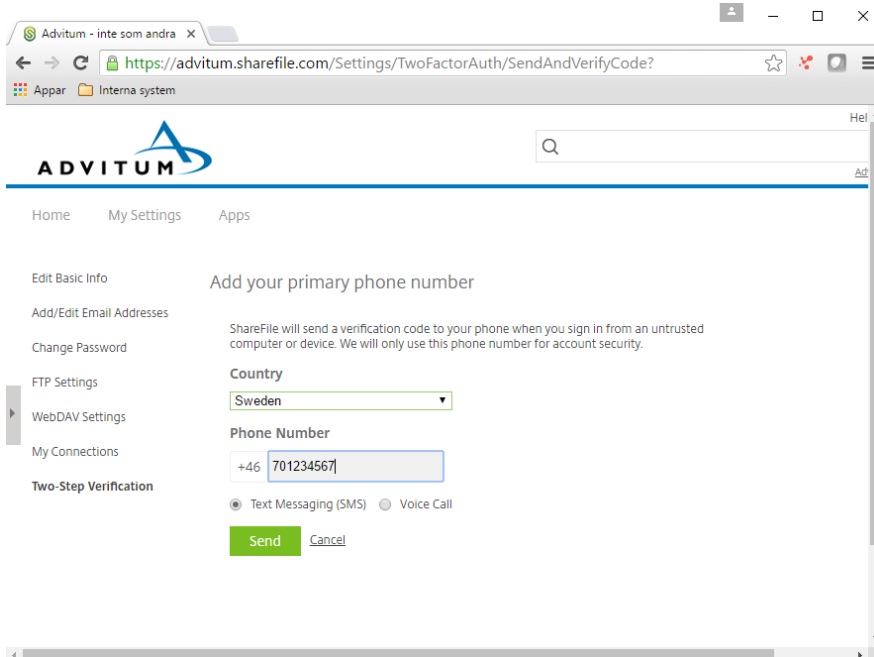 Advitum - inte som andra
https://advitum.sharefile.com/Settings/TwoFactorAuth/SendAndVerifyCode?
Appar Interna system
Hel
ADVITUM
Ad
Home My Settings Apps
Edit Basic Info
Add/Edit Email Addresses
Change Password
FTP Settings
WebDAV Settings
My Connections
Two-Step Verification
Add your primary phone number
ShareFile will send a verification code to your phone when you sign in from an untrusted
computer or device. We will only use this phone number for account security.
Country
Sweden
Phone Number
+46 701234567
Text Messaging (SMS) Voice Call
Send Cancel